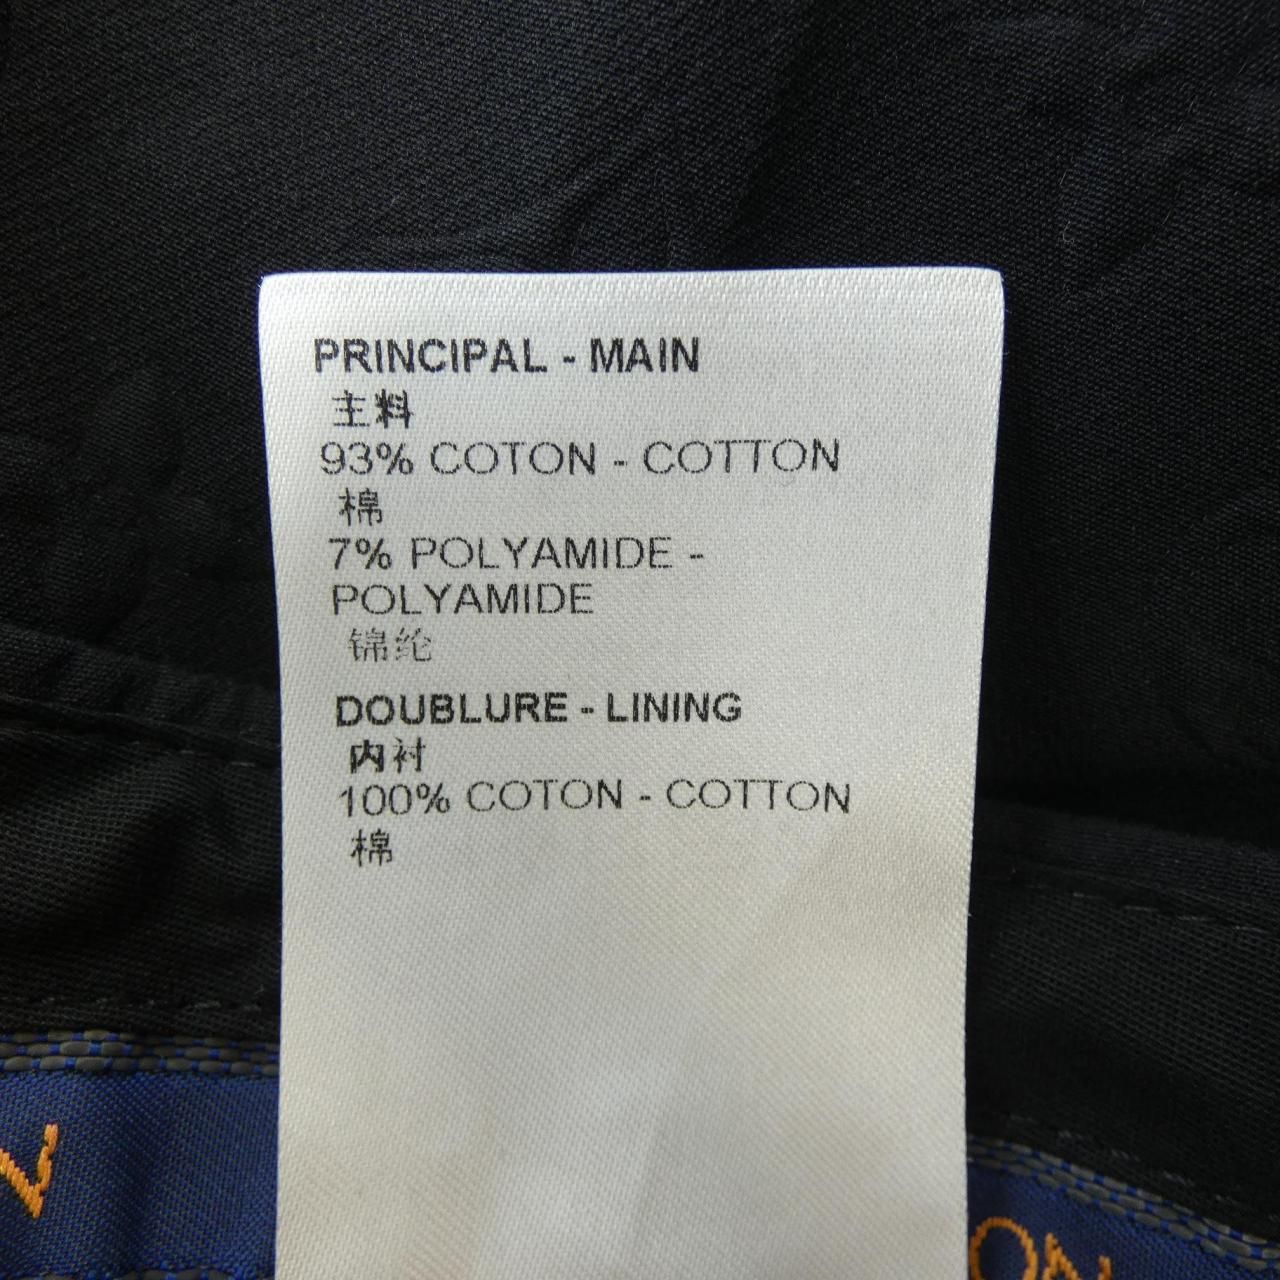 PRINCIPAL - MAIN
主料
93% COTON - COTTON
棉
7% POLYAMIDE -
POLYAMIDE
锦纶
DOUBLURE - LINING
内衬
100% COTON - COTTON
棉